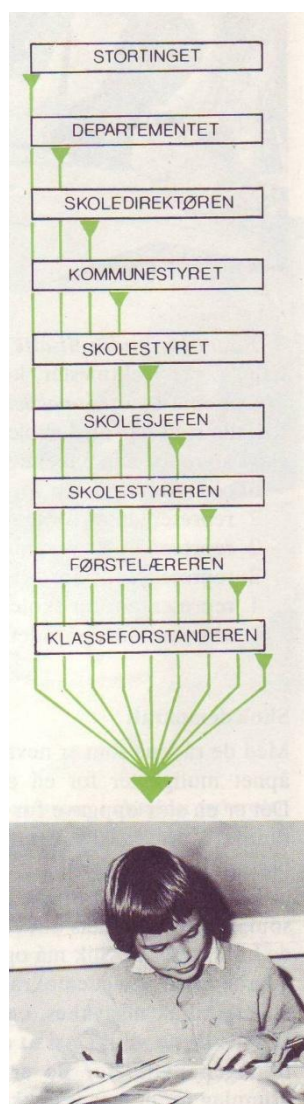 STORTINGET
DEPARTEMENTET
SKOLEDIREKTØREN
KOMMUNESTYRET
SKOLESTYRET
SKOLESJEFEN
SKOLESTYREREN
FØRSTELÆREREN
KLASSEFORSTANDEREN